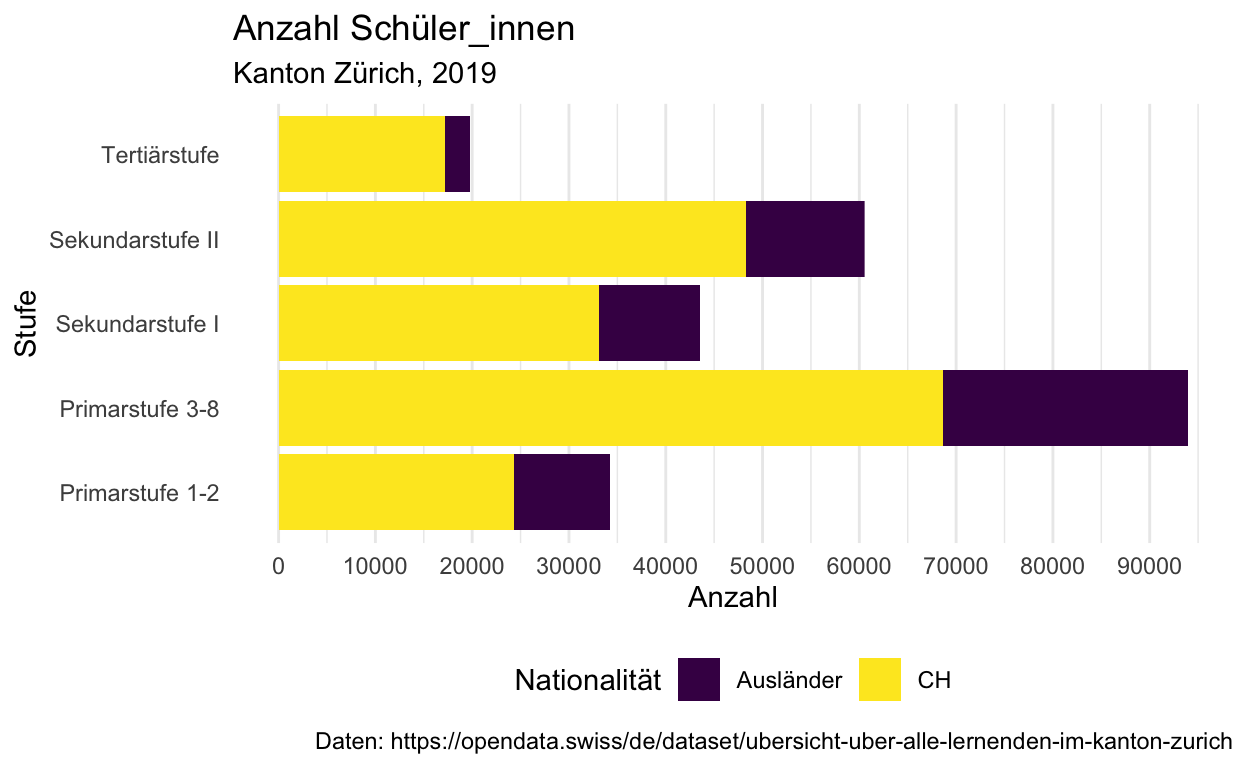 Anzahl Schüler_innen
Kanton Zürich, 2019
Tertiärstufe
Sekundarstufe II
Sekundarstufe I
Primarstufe 3-8
Primarstufe 1-2
Stufe
0 10000 20000 30000 40000 50000 60000 70000 80000 90000
Anzahl
Nationalität Ausländer CH
Daten: https://opendata.swiss/de/dataset/ubersicht-uber-alle-lernenden-im-kanton-zurich